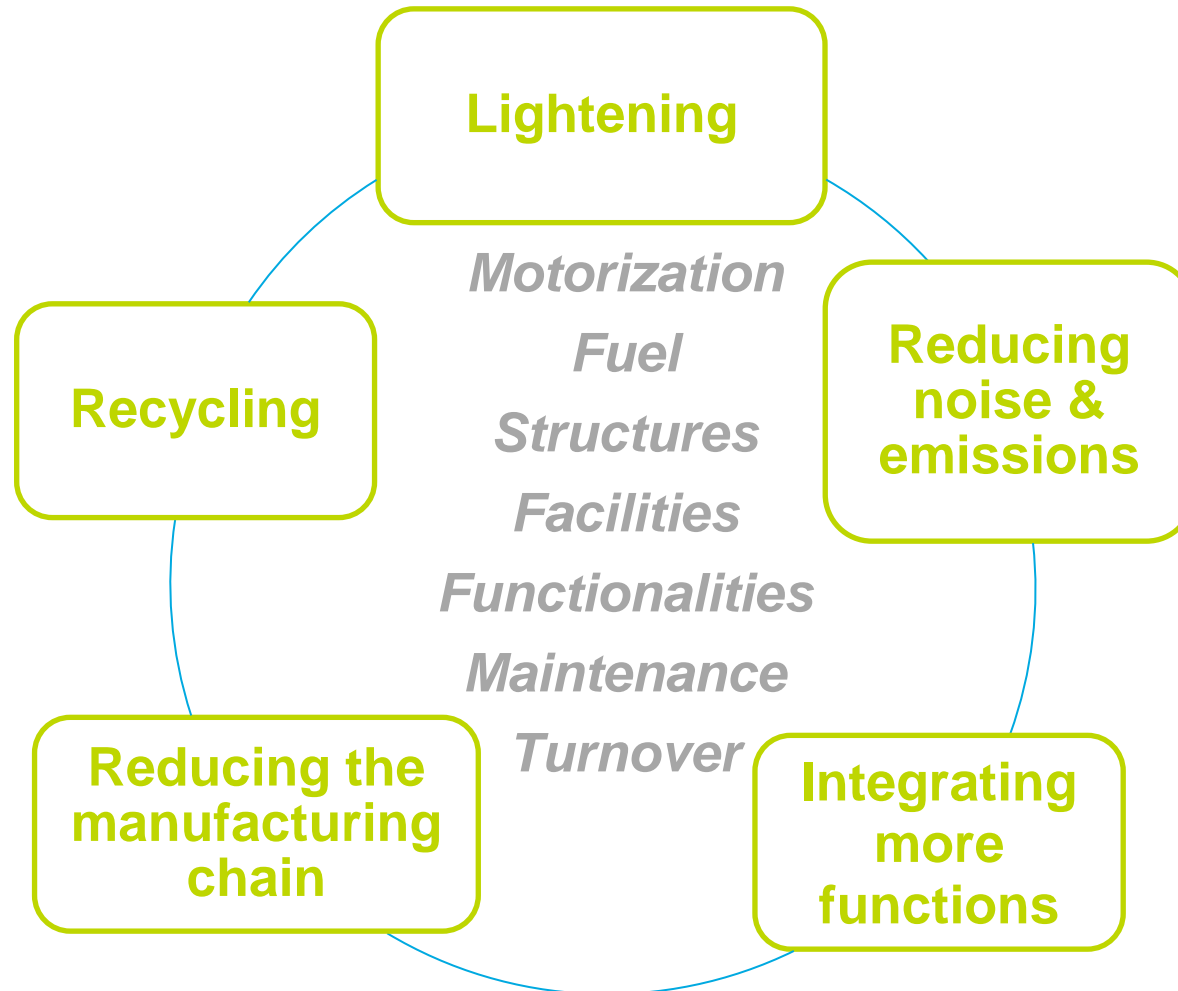 Lightening
Motorization
Fuel
Structures
Facilities
Functionalities
Maintenance
Turnover
Reducing
noise &
emissions
Integrating
more
functions
Reducing the
manufacturing
chain
Recycling